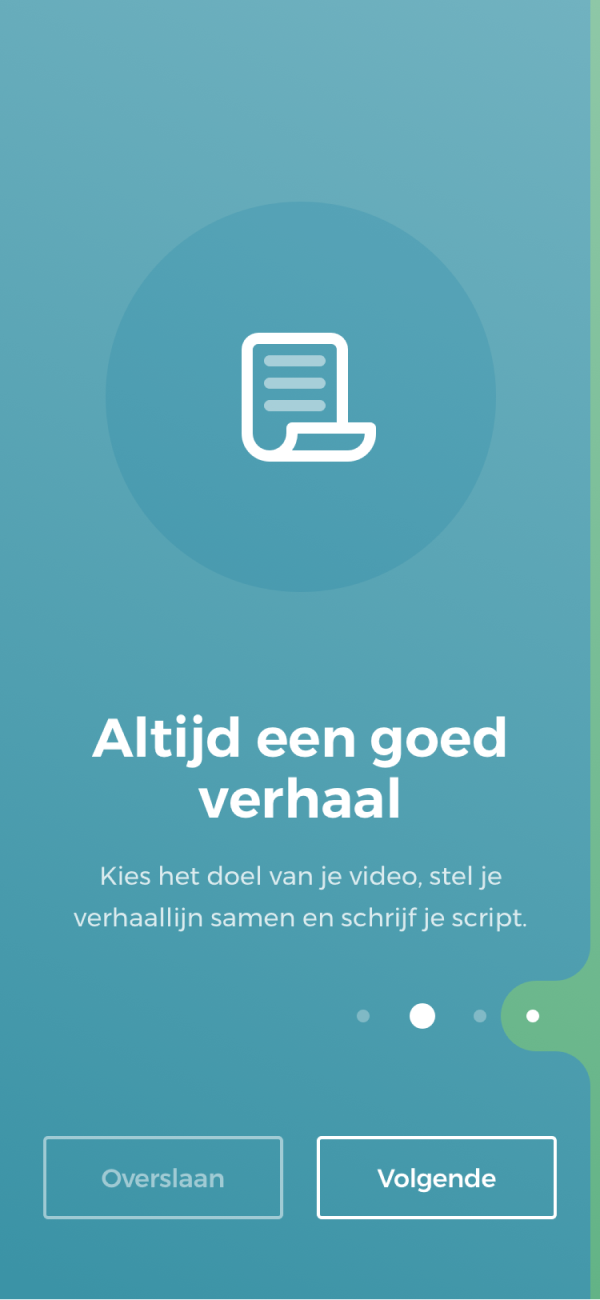 Altijd een goed
verhaal
Kies het doel van je video, stel je
verhaallijn samen en schrijf je script.
Overslaan
Volgende